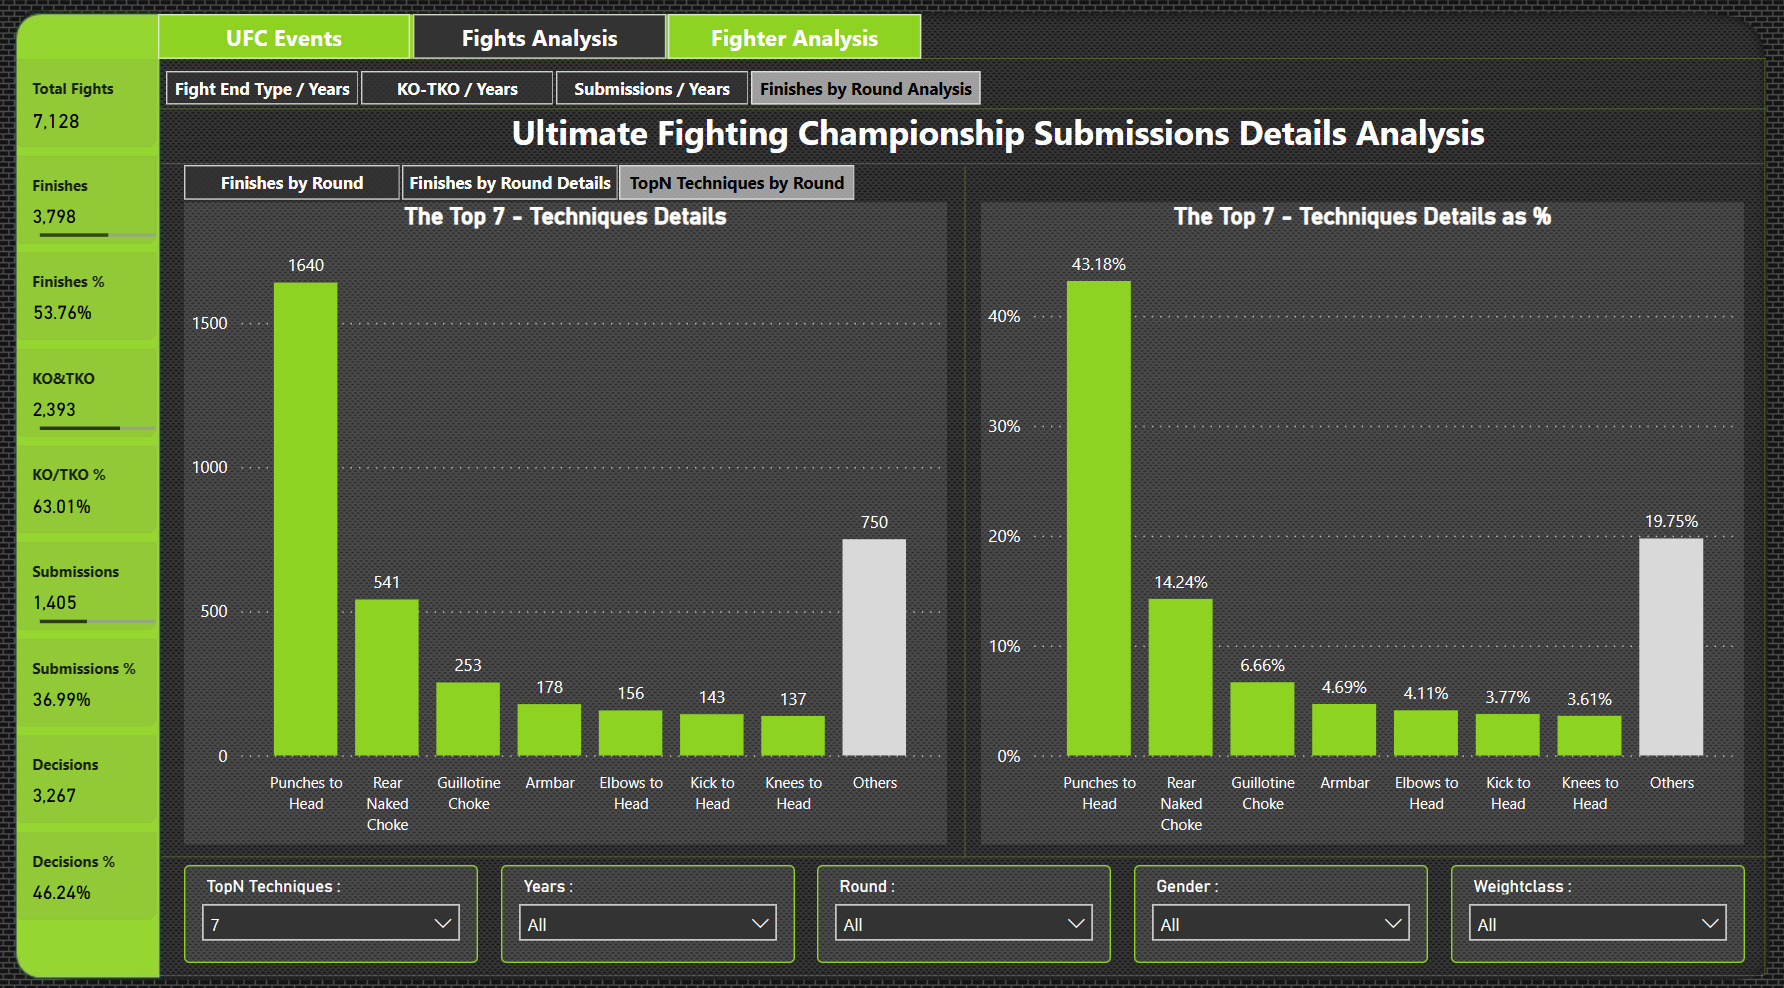 UFC Events
Fights Analysis
Fighter Analysis
Fight End Type / Years
KO-TKO / Years
Submissions / Years
Finishes by Round Analysis
Ultimate Fighting Championship Submissions Details Analysis
Total Fights
7,128
Finishes
3,798
Finishes %
53.76%
KO&TKO
2,393
KO/TKO %
63.01%
Submissions
1,405
Submissions %
36.99%
Decisions
3,267
Decisions %
46.24%
Finishes by Round
Finishes by Round Details
TopN Techniques by Round
The Top 7 - Techniques Details
1500
1000
500
0
1640
541
253
178
156
143
137
750
Punches to
Head
Rear
Naked
Choke
Guillotine
Choke
Armbar
Elbows to
Head
Kick to
Head
Knees to
Head
Others
The Top 7 - Techniques Details as %
40%
30%
20%
10%
0%
43.18%
14.24%
6.66%
4.69%
4.11%
3.77%
3.61%
19.75%
Punches to
Head
Rear
Naked
Choke
Guillotine
Choke
Armbar
Elbows to
Head
Kick to
Head
Knees to
Head
Others
TopN Techniques :
7
Years :
All
Round :
All
Gender :
All
Weightclass :
All